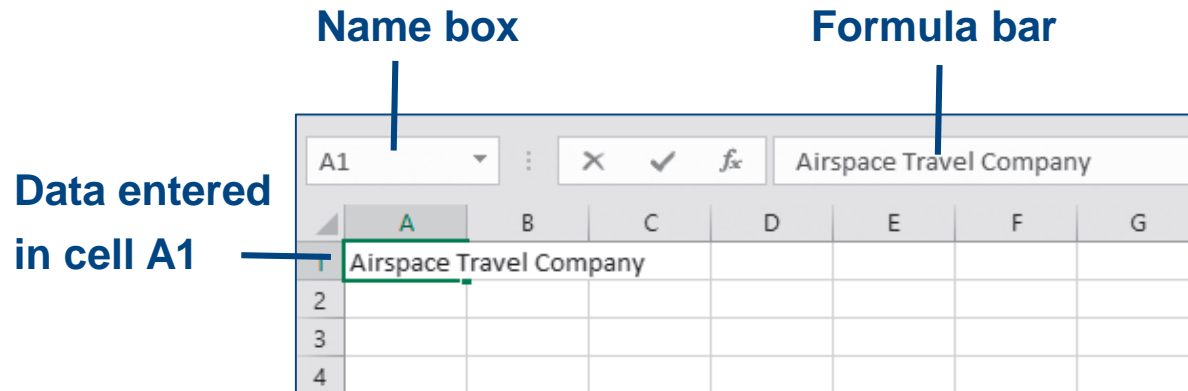 Name box Formula bar
A1 fx Airspace Travel Company
Data entered
in cell A1
A B C D E F G
1 Airspace Travel Company
2
3
4